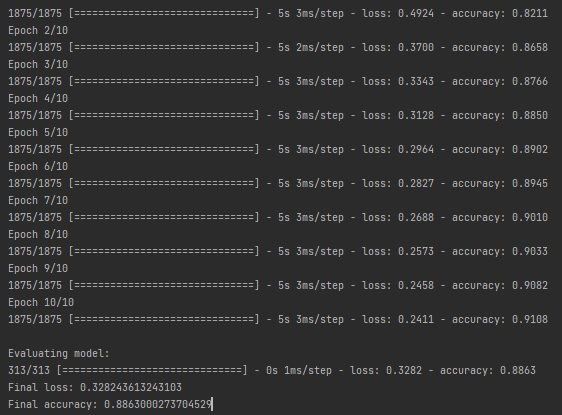 1875/1875 [==============================] - 5s 3ms/step - loss: 0.4924 - accuracy: 0.8211
Epoch 2/10
1875/1875 [==============================] - 5s 2ms/step - loss: 0.3700 - accuracy: 0.8658
Epoch 3/10
1875/1875 [==============================] - 5s 3ms/step - loss: 0.3343 - accuracy: 0.8766
Epoch 4/10
1875/1875 [==============================] - 5s 3ms/step - loss: 0.3128 - accuracy: 0.8850
Epoch 5/10
1875/1875 [==============================] - 5s 3ms/step - loss: 0.2964 - accuracy: 0.8902
Epoch 6/10
1875/1875 [==============================] - 5s 3ms/step - loss: 0.2827 - accuracy: 0.8945
Epoch 7/10
1875/1875 [==============================] - 5s 3ms/step - loss: 0.2688 - accuracy: 0.9010
Epoch 8/10
1875/1875 [==============================] - 5s 3ms/step - loss: 0.2573 - accuracy: 0.9033
Epoch 9/10
1875/1875 [==============================] - 5s 3ms/step - loss: 0.2458 - accuracy: 0.9082
Epoch 10/10
1875/1875 [==============================] - 5s 3ms/step - loss: 0.2411 - accuracy: 0.9108
Evaluating model:
313/313 [==============================] - 0s 1ms/step - loss: 0.3282 - accuracy: 0.8863
Final loss: 0.328243613243103
Final accuracy: 0.8863000273704529